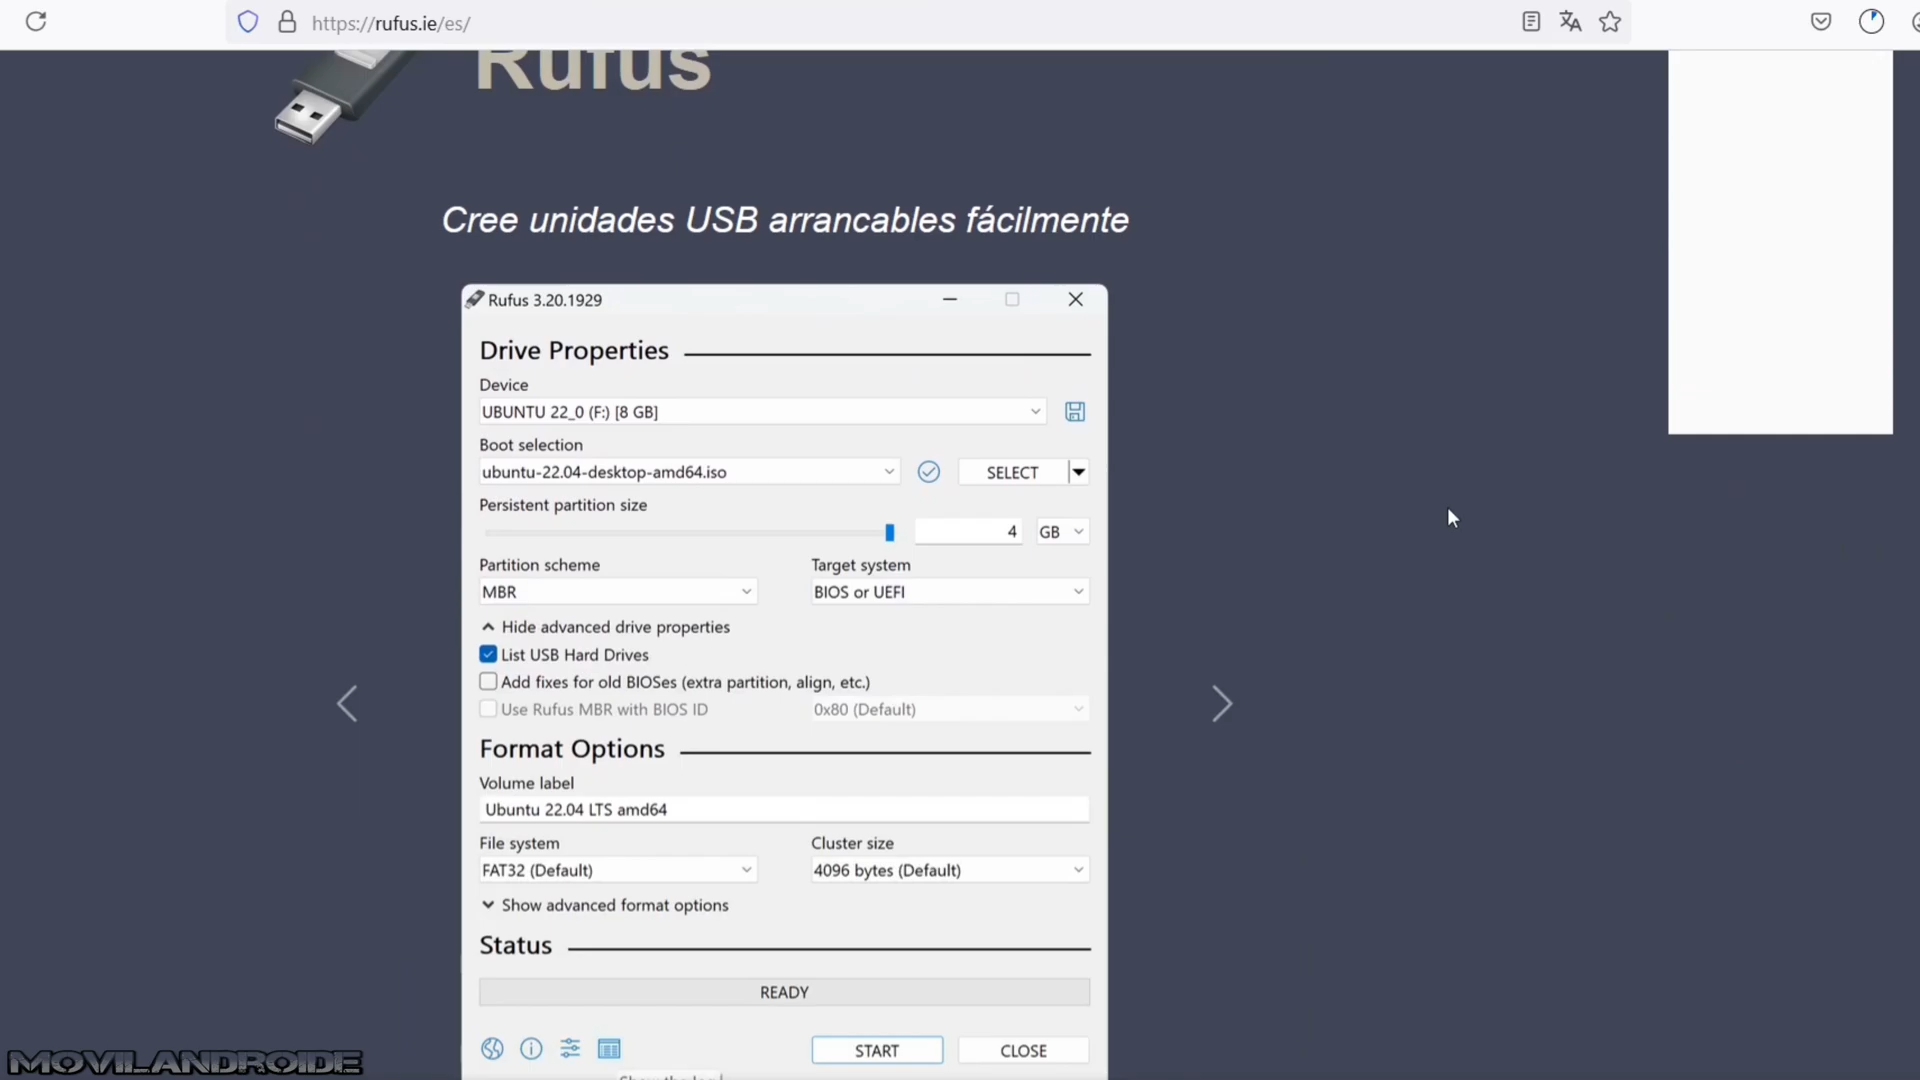 https://rufus.ie/es/
Rufus
Cree unidades USB arrancables fácilmente
Rufus 3.20.1929
Drive Properties
Device
UBUNTU 22_0 (F:) [8 GB]
Boot selection
ubuntu-22.04-desktop-amd64.iso
SELECT
Persistent partition size
4 GB
Partition scheme Target system
MBR BIOS or UEFI
Hide advanced drive properties
List USB Hard Drives
Add fixes for old BIOSes (extra partition, align, etc.)
Use Rufus MBR with BIOS ID 0x80 (Default)
Format Options
Volume label
Ubuntu 22.04 LTS amd64
File system Cluster size
FAT32 (Default) 4096 bytes (Default)
Show advanced format options
Status
READY
START CLOSE
MOVILANDROIDE